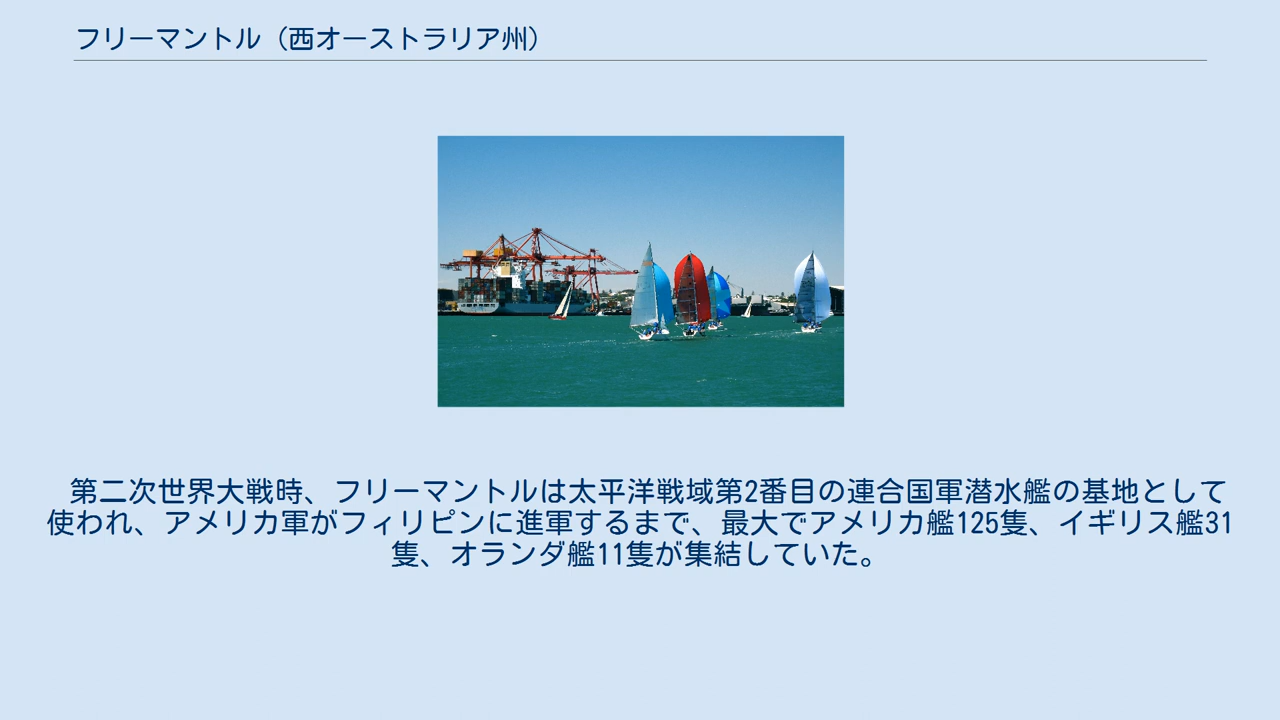 フリーマントル（西オーストラリア州）
第二次世界大戦時、フリーマントルは太平洋戦域第2番目の連合国軍潜水艦の基地として
使われ、アメリカ軍がフィリピンに進軍するまで、最大でアメリカ艦125隻、イギリス艦31
隻、オランダ艦11隻が集結していた。